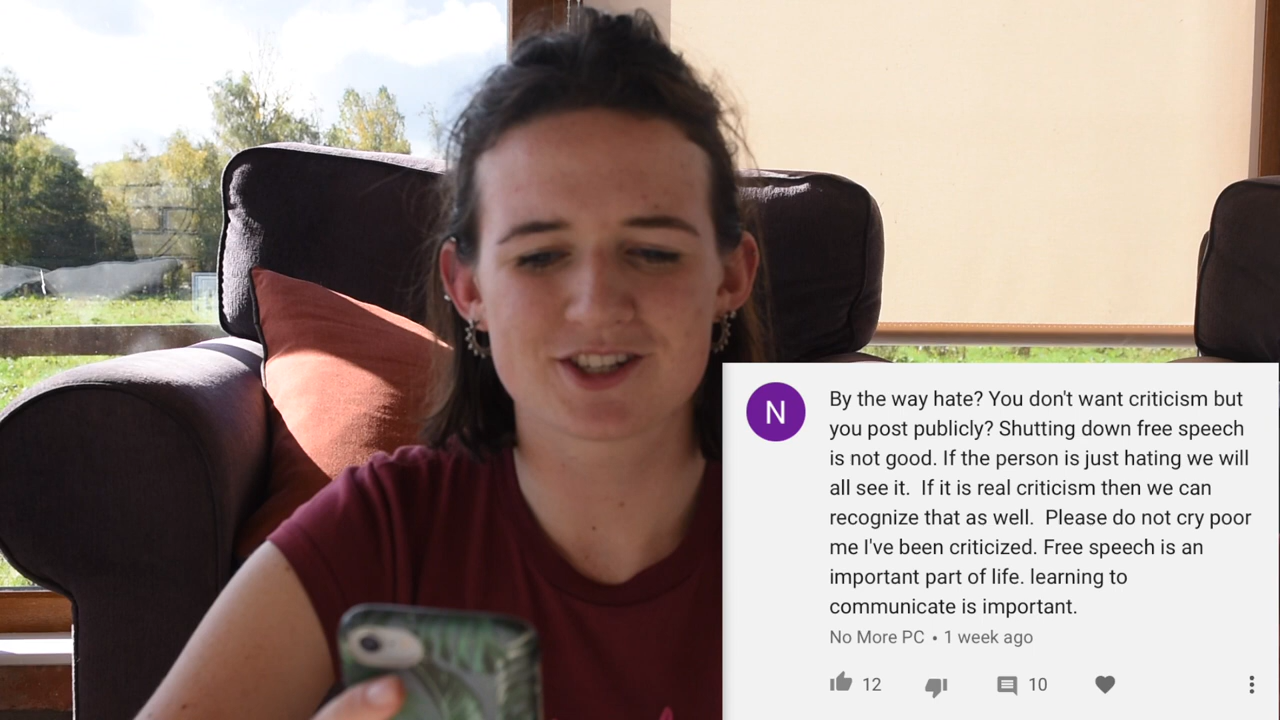 N
By the way hate? You don't want criticism but
you post publicly? Shutting down free speech
is not good. If the person is just hating we will
all see it.  If it is real criticism then we can
recognize that as well.  Please do not cry poor
me I've been criticized. Free speech is an
important part of life. learning to
communicate is important.
No More PC • 1 week ago
12 10